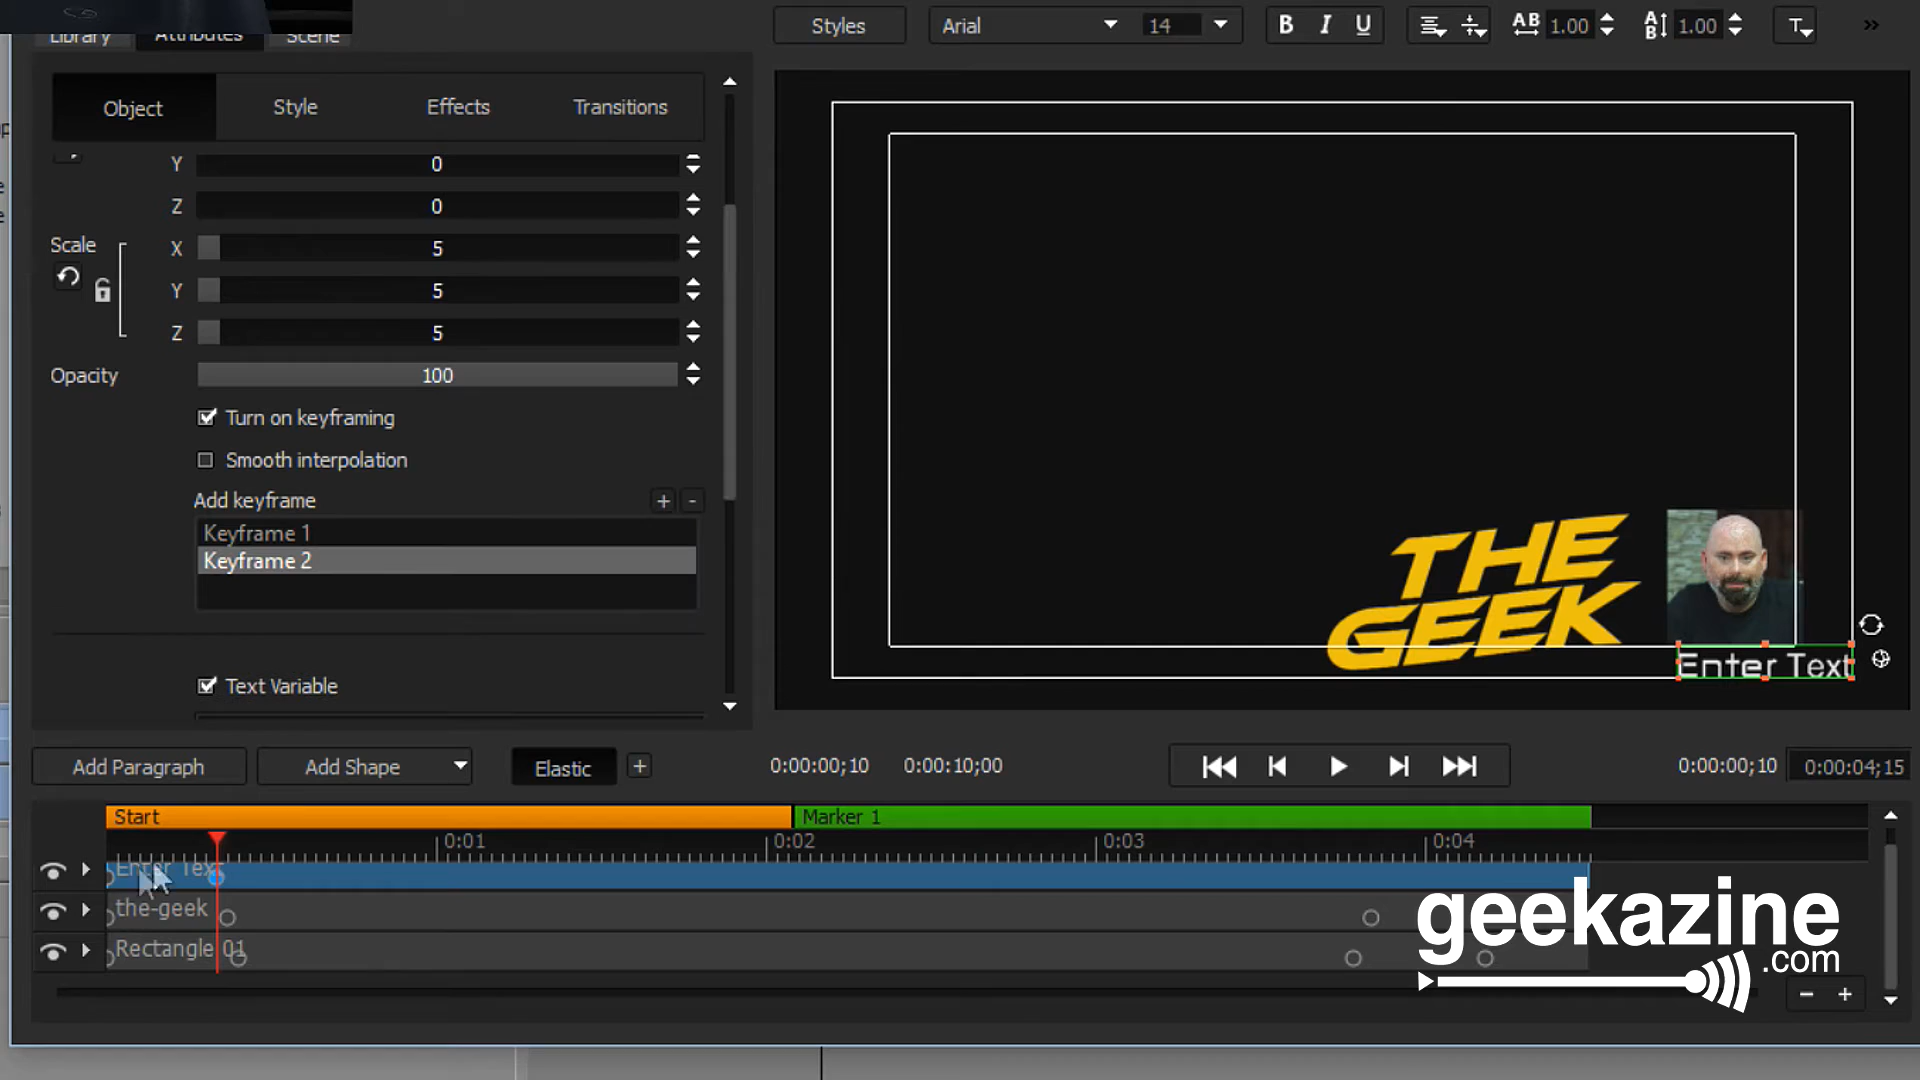 Library Attributes Scene
Styles Arial 14 B I U AB 1.00 A B 1.00 T
Object Style Effects Transitions
Y 0
Z 0
Scale X 5
Y 5
Z 5
Opacity 100
Turn on keyframing
Smooth interpolation
Add keyframe + -
Keyframe 1
Keyframe 2
Text Variable
THE
GEEK
Enter Text
Add Paragraph Add Shape Elastic + 0:00:00;10 0:00:10;00 0:00:00;10 0:00:04;15
Start Marker 1
0:01 0:02 0:03 0:04
Enter Text
the-geek
Rectangle 01
geekazine
.com